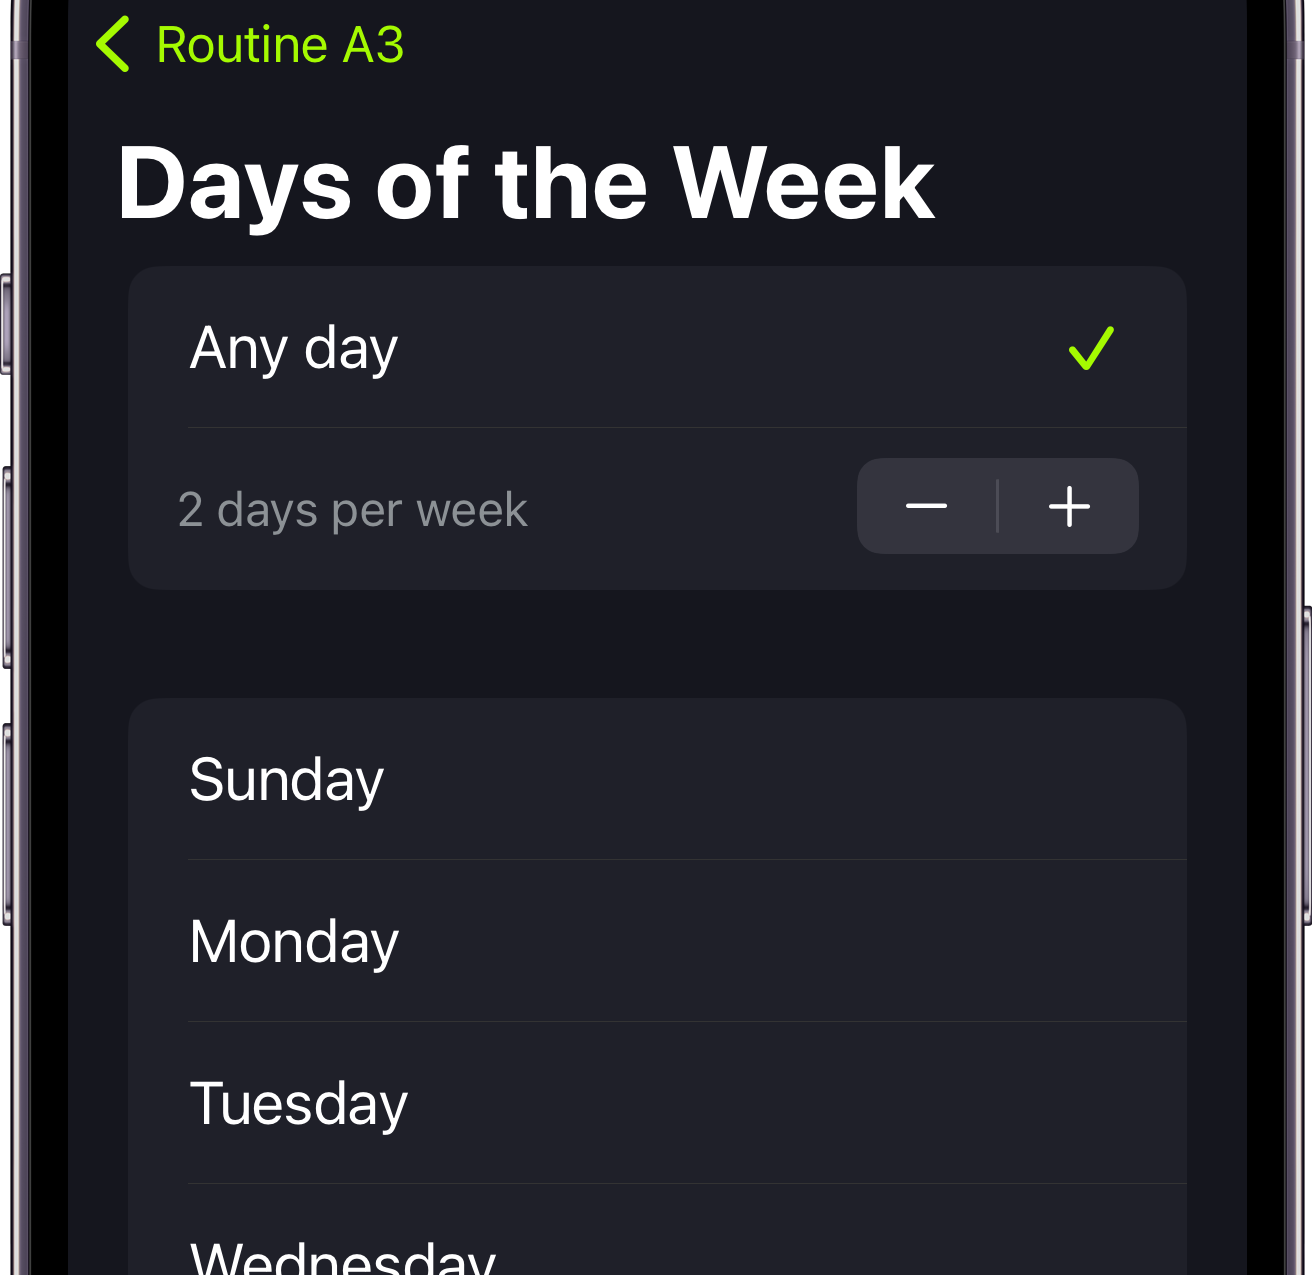 Routine A3
Days of the Week
Any day
2 days per week
Sunday
Monday
Tuesday
Wednesday